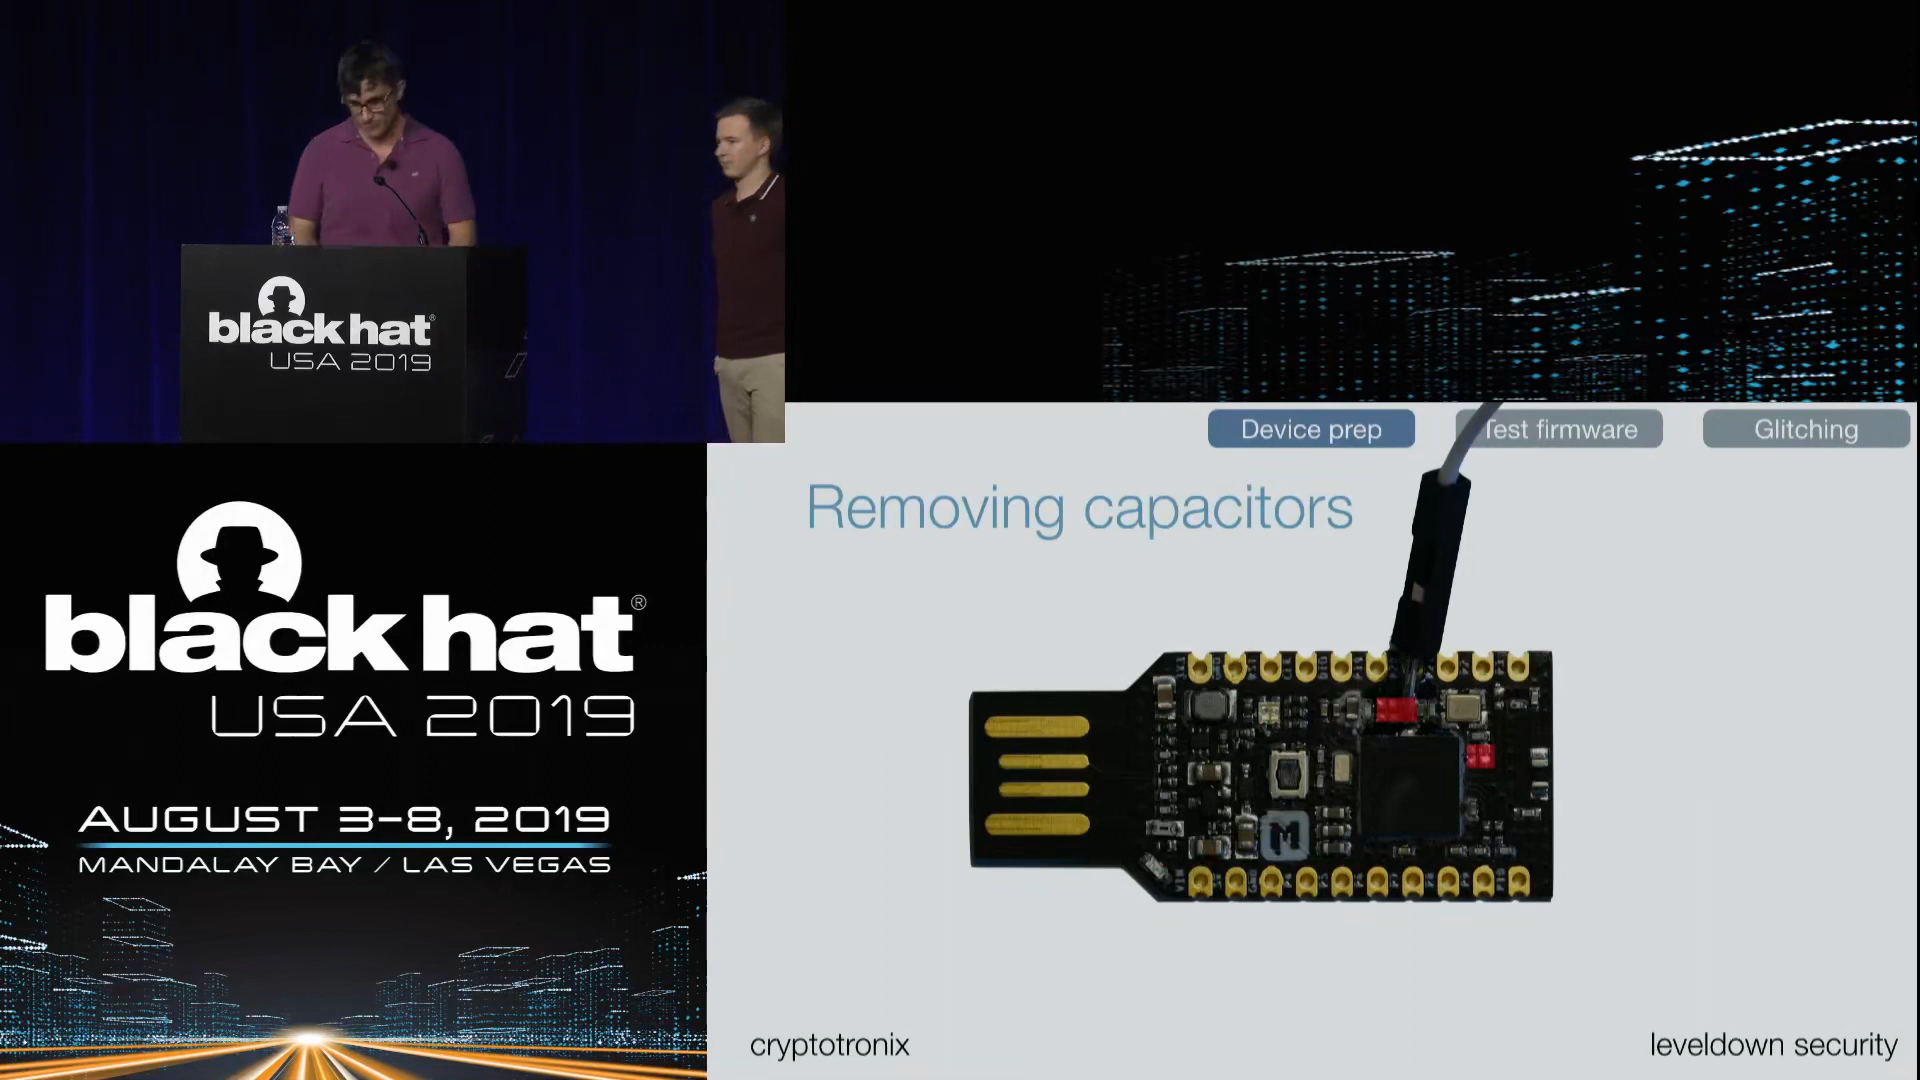 black hat®
USA 2019
Device prep
Test firmware
Glitching
Removing capacitors
black hat®
USA 2019
AUGUST 3–8, 2019
MANDALAY BAY / LAS VEGAS
M
VIN
cryptotronix
leveldown security